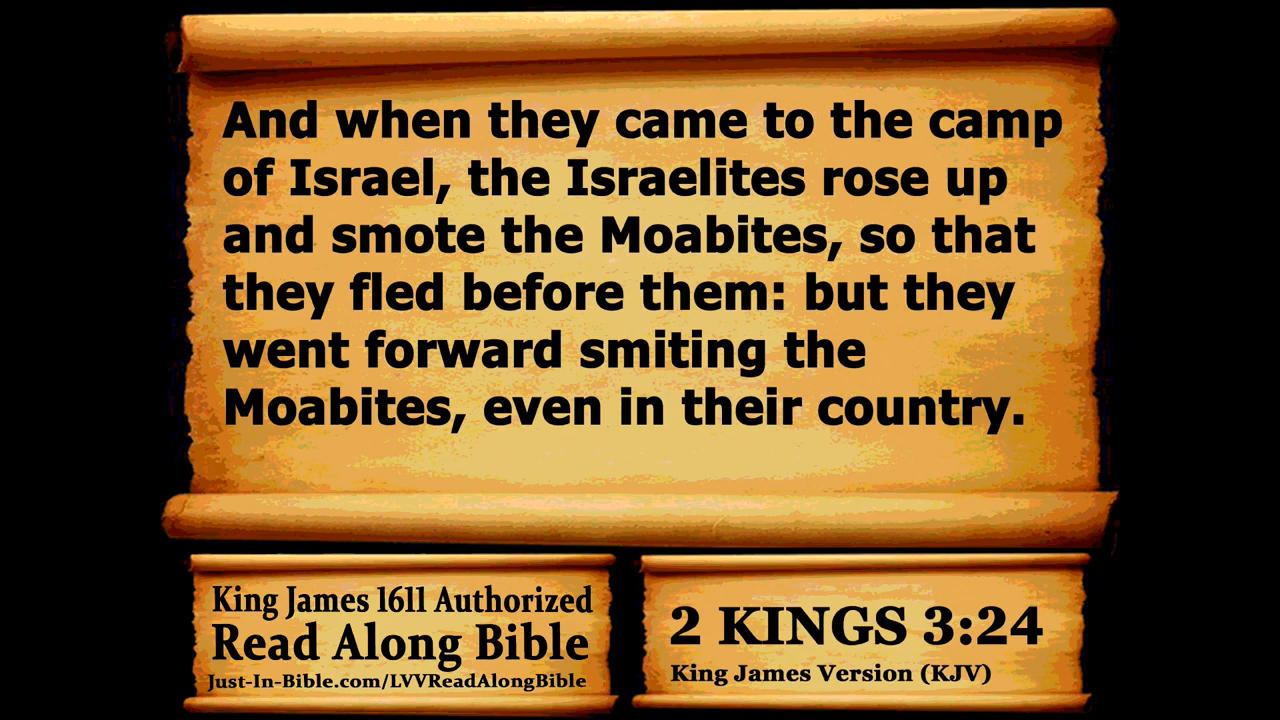 And when they came to the camp
of Israel, the Israelites rose up
and smote the Moabites, so that
they fled before them: but they
went forward smiting the
Moabites, even in their country.
King James 1611 Authorized
Read Along Bible
Just-In-Bible.com/LVVReadAlongBible
2 KINGS 3:24
King James Version (KJV)